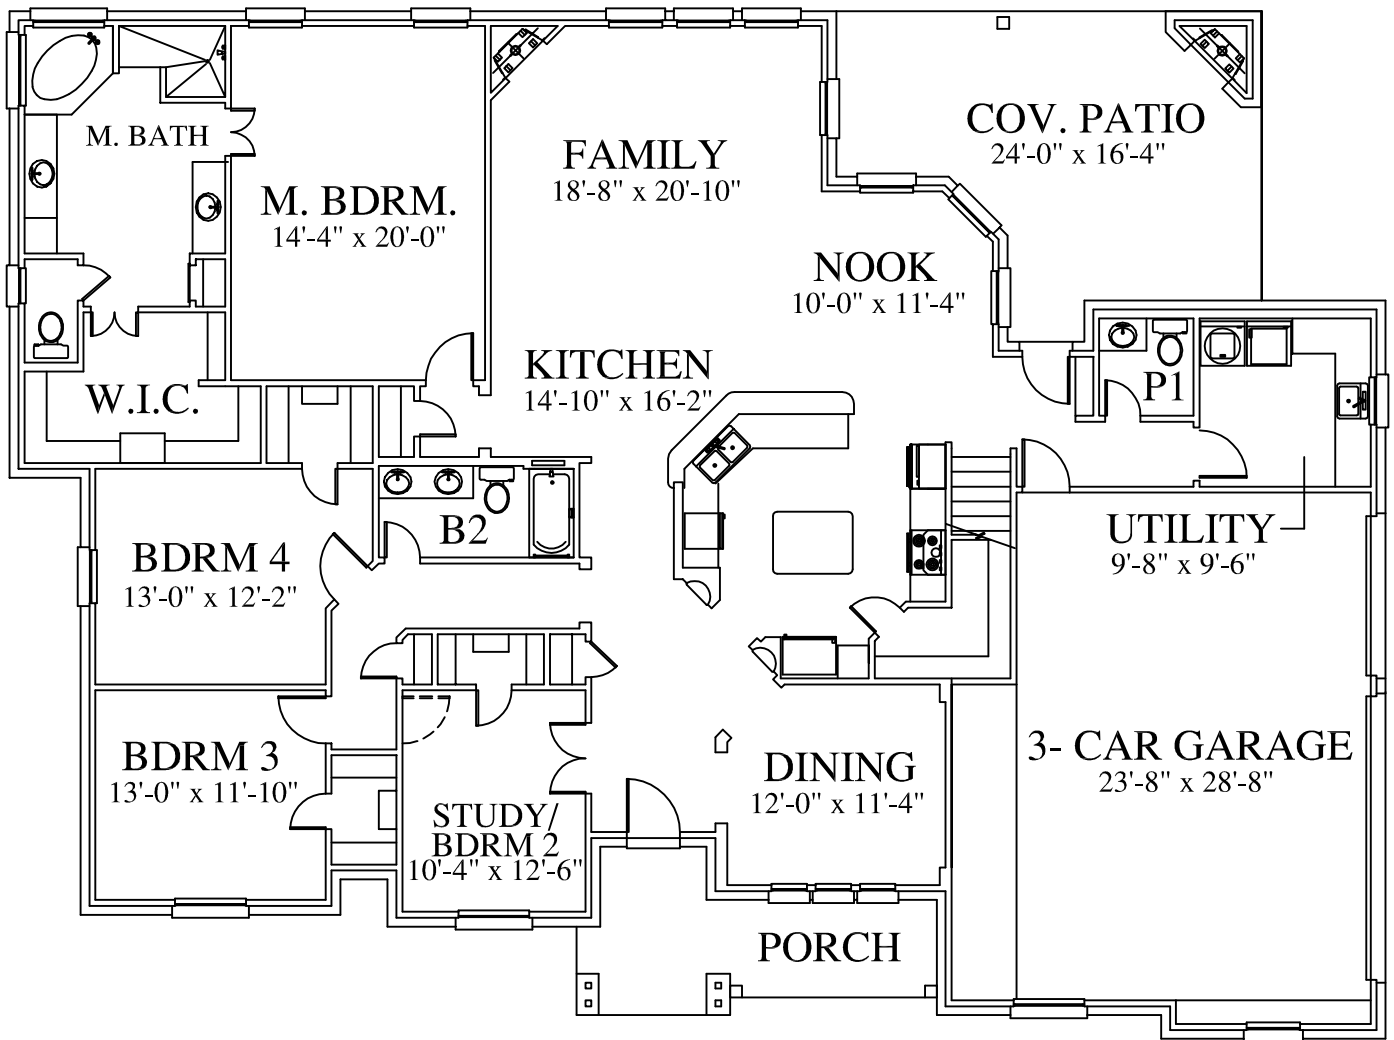 M. BATH
M. BDRM.
14'-4" x 20'-0"
FAMILY
18'-8" x 20'-10"
COV. PATIO
24'-0" x 16'-4"
NOOK
10'-0" x 11'-4"
KITCHEN
14'-10" x 16'-2"
W.I.C.
P1
B2
BDRM 4
13'-0" x 12'-2"
UTILITY
9'-8" x 9'-6"
BDRM 3
13'-0" x 11'-10"
STUDY/
BDRM 2
10'-4" x 12'-6"
DINING
12'-0" x 11'-4"
3- CAR GARAGE
23'-8" x 28'-8"
PORCH